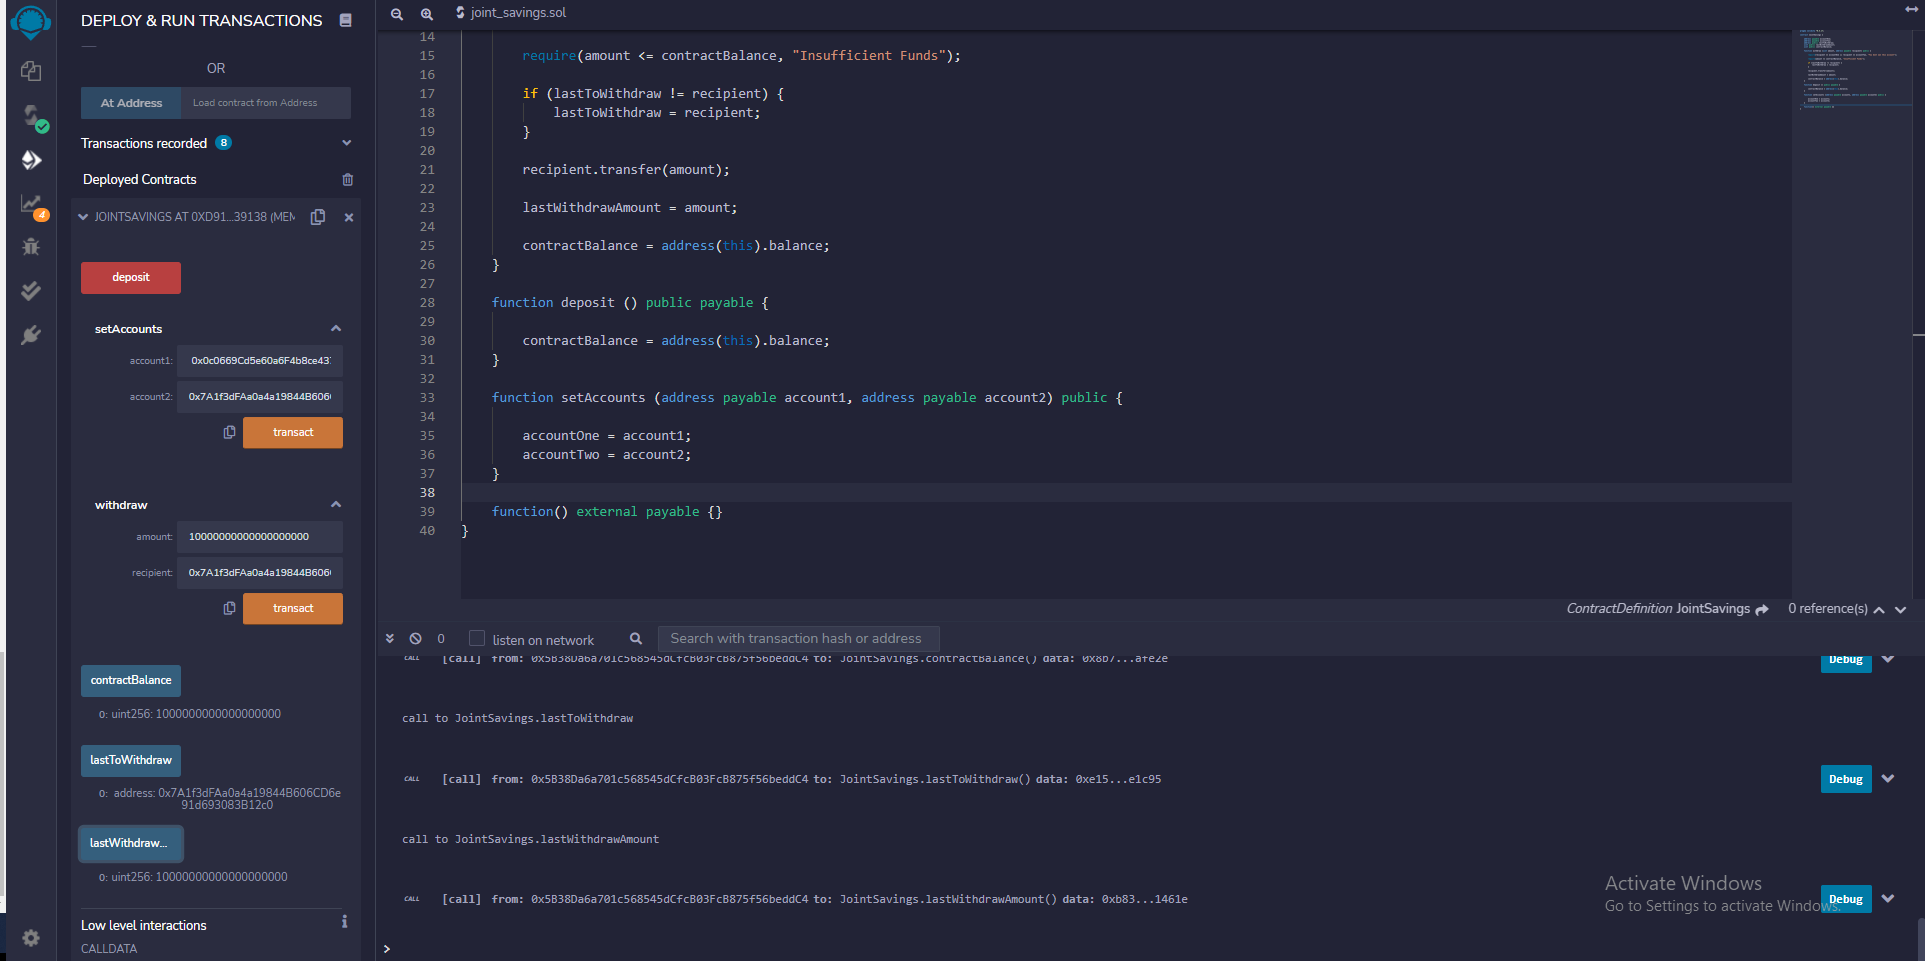 DEPLOY & RUN TRANSACTIONS
OR
At Address
Load contract from Address
Transactions recorded 8
Deployed Contracts
4
JOINTSAVINGS AT 0XD91...39138 (MEM
deposit
setAccounts
account1: 0x0c0669Cd5e60a6F4b8ce437
account2: 0x7A1f3dFAa0a4a19844B606
transact
withdraw
amount: 10000000000000000000
recipient: 0x7A1f3dFAa0a4a19844B606
transact
contractBalance
0: uint256: 1000000000000000000
lastToWithdraw
0: address: 0x7A1f3dFAa0a4a19844B606CD6e
91d693083B12c0
lastWithdraw...
0: uint256: 10000000000000000000
Low level interactions
CALLDATA
joint_savings.sol
14
15 require(amount <= contractBalance, "Insufficient Funds");
16
17 if (lastToWithdraw != recipient) {
18 lastToWithdraw = recipient;
19 }
20
21 recipient.transfer(amount);
22
23 lastWithdrawAmount = amount;
24
25 contractBalance = address(this).balance;
26 }
27
28 function deposit () public payable {
29
30 contractBalance = address(this).balance;
31 }
32
33 function setAccounts (address payable account1, address payable account2) public {
34
35 accountOne = account1;
36 accountTwo = account2;
37 }
38
39 function() external payable {}
40 }
ContractDefinition JointSavings 0 reference(s)
0 listen on network Search with transaction hash or address
CALL [call] from: 0x5B38Da6a701c568545dCfcB03FcB875f56beddC4 to: JointSavings.contractBalance() data: 0x8b7...afe2e Debug
call to JointSavings.lastToWithdraw
CALL [call] from: 0x5B38Da6a701c568545dCfcB03FcB875f56beddC4 to: JointSavings.lastToWithdraw() data: 0xe15...e1c95 Debug
call to JointSavings.lastWithdrawAmount
CALL [call] from: 0x5B38Da6a701c568545dCfcB03FcB875f56beddC4 to: JointSavings.lastWithdrawAmount() data: 0xb83...1461e Debug
>
Activate Windows
Go to Settings to activate Windows.